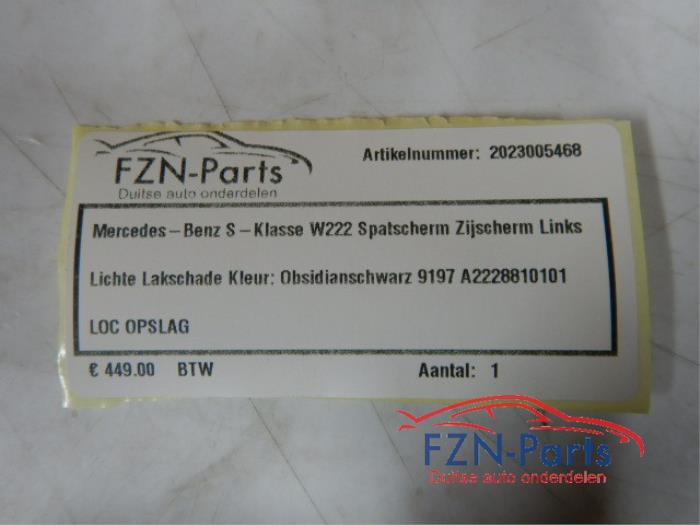 FZN-Parts
Duitse auto onderdelen
Artikelnummer: 2023005468
Mercedes-Benz S-Klasse W222 Spatscherm Zijscherm Links
Lichte Lakschade Kleur: Obsidianschwarz 9197 A2228810101
LOC OPSLAG
€ 449.00 BTW
Aantal: 1
FZN-Parts
Duitse auto onderdelen